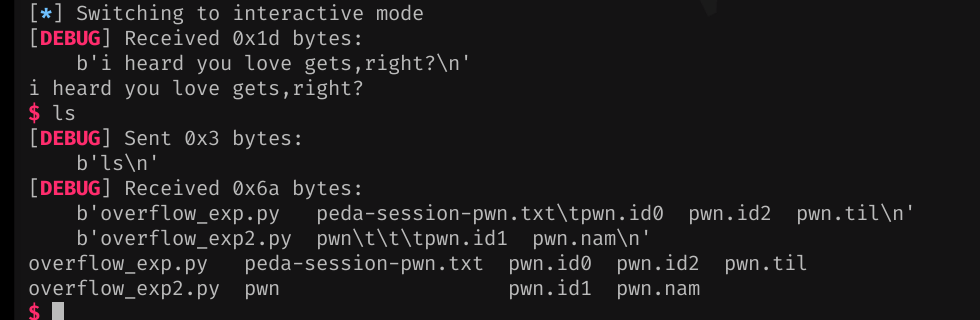 [*] Switching to interactive mode
[DEBUG] Received 0x1d bytes:
    b'i heard you love gets,right?\n'
i heard you love gets,right?
$ ls
[DEBUG] Sent 0x3 bytes:
    b'ls\n'
[DEBUG] Received 0x6a bytes:
    b'overflow_exp.py   peda-session-pwn.txt\tpwn.id0  pwn.id2  pwn.til\n'
    b'overflow_exp2.py  pwn\t\t\tpwn.id1  pwn.nam\n'
overflow_exp.py   peda-session-pwn.txt  pwn.id0  pwn.id2  pwn.til
overflow_exp2.py  pwn                   pwn.id1  pwn.nam
$